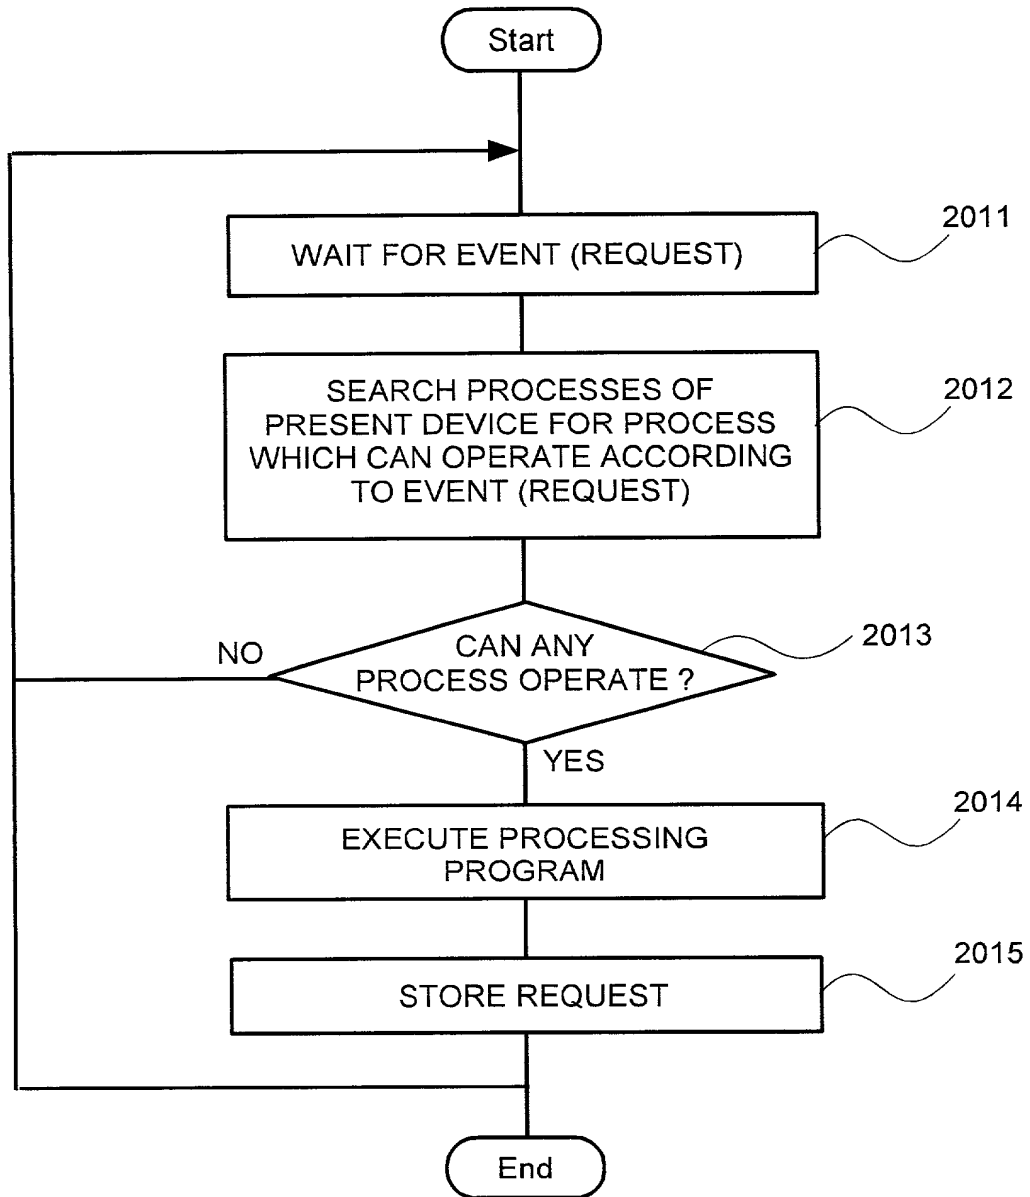 Start
2011
WAIT FOR EVENT (REQUEST)
2012
SEARCH PROCESSES OF
PRESENT DEVICE FOR PROCESS
WHICH CAN OPERATE ACCORDING
TO EVENT (REQUEST)
2013
NO
CAN ANY
PROCESS OPERATE ?
YES
2014
EXECUTE PROCESSING
PROGRAM
2015
STORE REQUEST
End